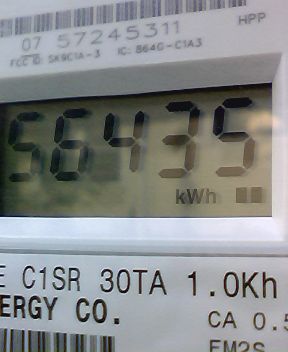 07 57245311 HPP
FCC ID: SK9C1A-3 IC: 864G-C1A3
56435
kWh
E C1SR 30TA 1.0Kh
ERGY CO. CA 0.5
EM2S